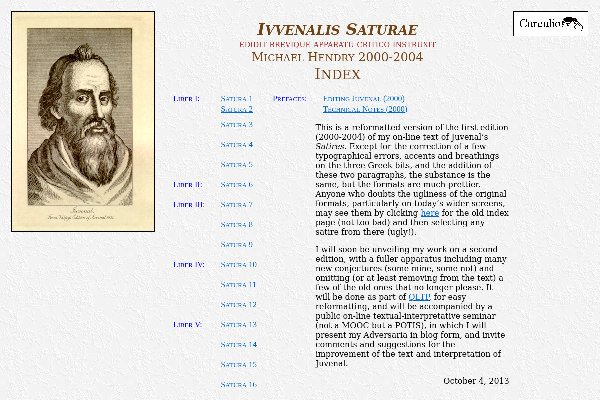 IVVENALIS SATURAE
EDIDIT BREVIQUE APPARATU CRITICO INSTRUXIT
MICHAEL HENDRY 2000-2004
INDEX
Curculio
Juvenal.
LIBER I:
SATURA 1
SATURA 2
SATURA 3
SATURA 4
SATURA 5
LIBER II:
SATURA 6
LIBER III:
SATURA 7
SATURA 8
SATURA 9
LIBER IV:
SATURA 10
SATURA 11
SATURA 12
LIBER V:
SATURA 13
SATURA 14
SATURA 15
SATURA 16
PREFACES:
EDITING JUVENAL (2000)
TECHNICAL NOTES (2000)
This is a reformatted version of the first edition
(2000-2004) of my on-line text of Juvenal's
Satires. Except for the correction of a few
typographical errors, accents and breathings
on the three Greek bits, and the addition of
these two paragraphs, the substance is the
same, but the formats are much prettier.
Anyone who doubts the ugliness of the original
formats, particularly on today's wider screens,
may see them by clicking here for the old index
page (not too bad) and then selecting any
satire from there (ugly!).
I will soon be unveiling my work on a second
edition, with a fuller apparatus including many
new conjectures (some mine, some not) and
omitting (or at least removing from the text) a
few of the old ones that no longer please. It
will be done as part of OLIP, for easy
reformatting, and will be accompanied by a
public on-line textual-interpretative seminar
(not a MOOC but a POTIS), in which I will
present my Adversaria in blog form, and invite
comments and suggestions for the
improvement of the text and interpretation of
Juvenal.
October 4, 2013